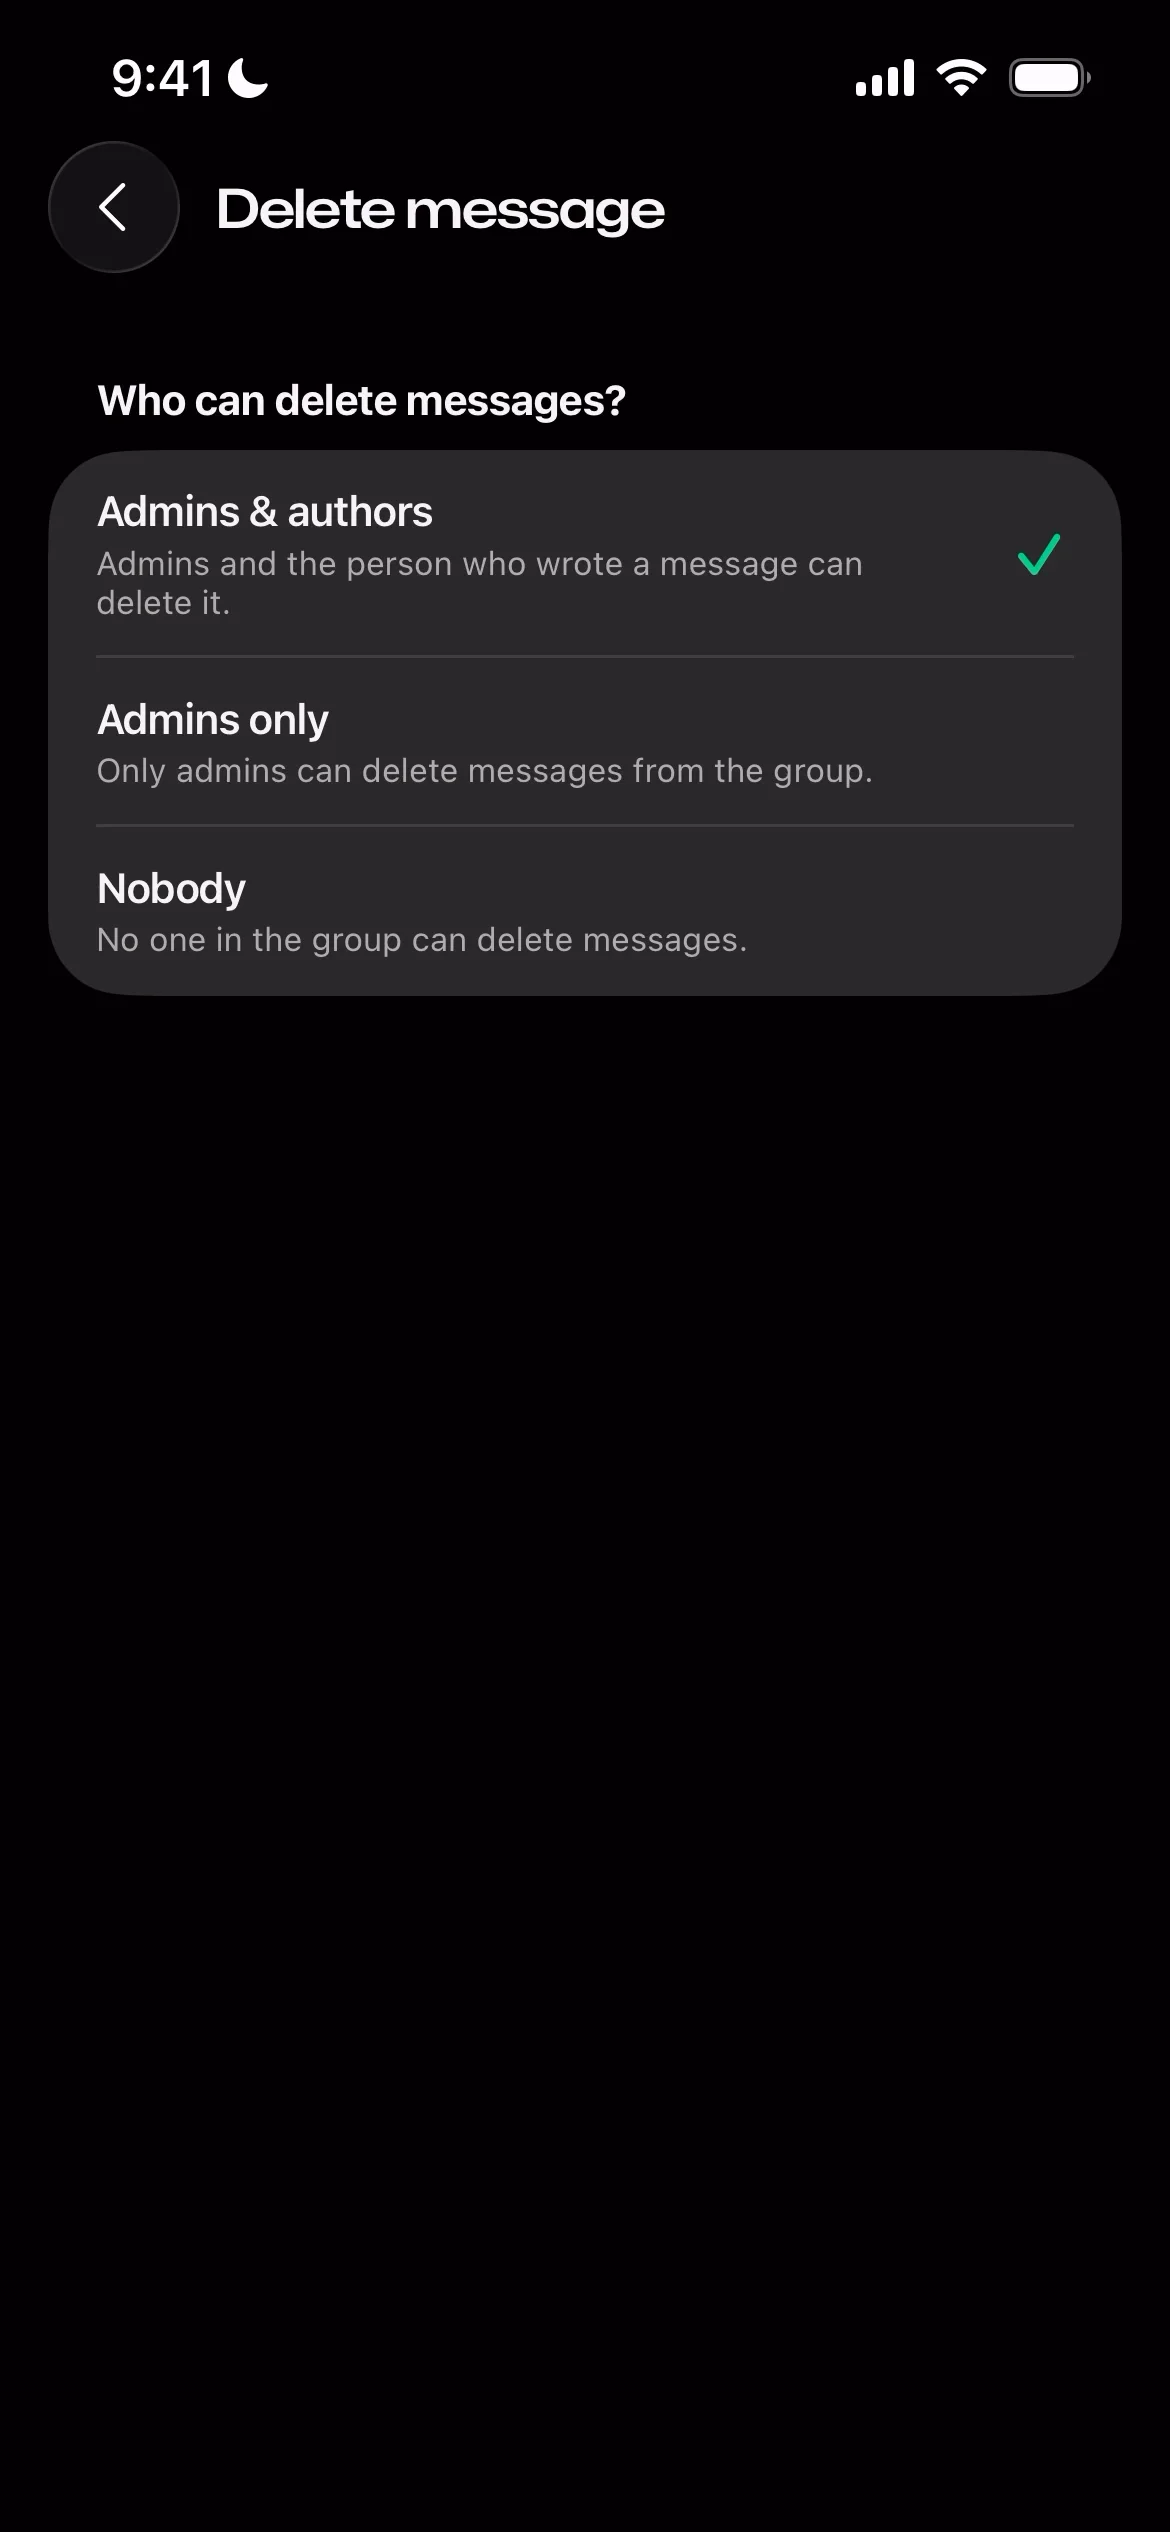 9:41
Delete message
Who can delete messages?
Admins & authors
Admins and the person who wrote a message can
delete it.
Admins only
Only admins can delete messages from the group.
Nobody
No one in the group can delete messages.